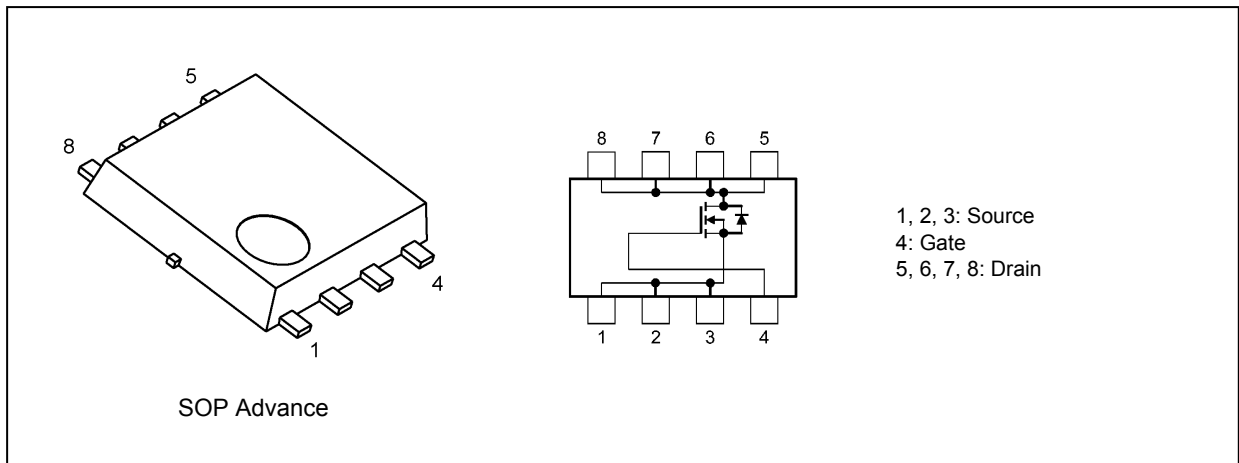 5
8
4
1
SOP Advance
8 7 6 5
1 2 3 4
1, 2, 3: Source
4: Gate
5, 6, 7, 8: Drain